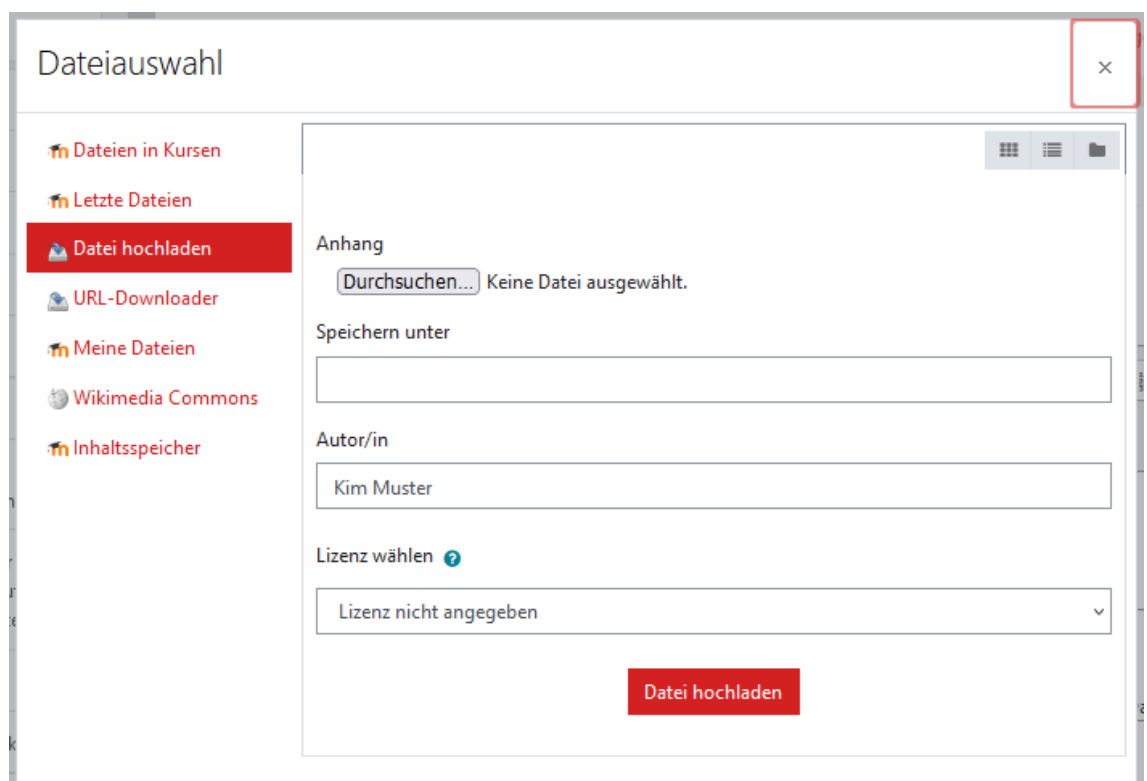 Dateiauswahl
×
Dateien in Kursen
Letzte Dateien
Datei hochladen
URL-Downloader
Meine Dateien
Wikimedia Commons
Inhaltsspeicher
Anhang
Durchsuchen... Keine Datei ausgewählt.
Speichern unter
Autor/in
Kim Muster
Lizenz wählen ?
Lizenz nicht angegeben
Datei hochladen